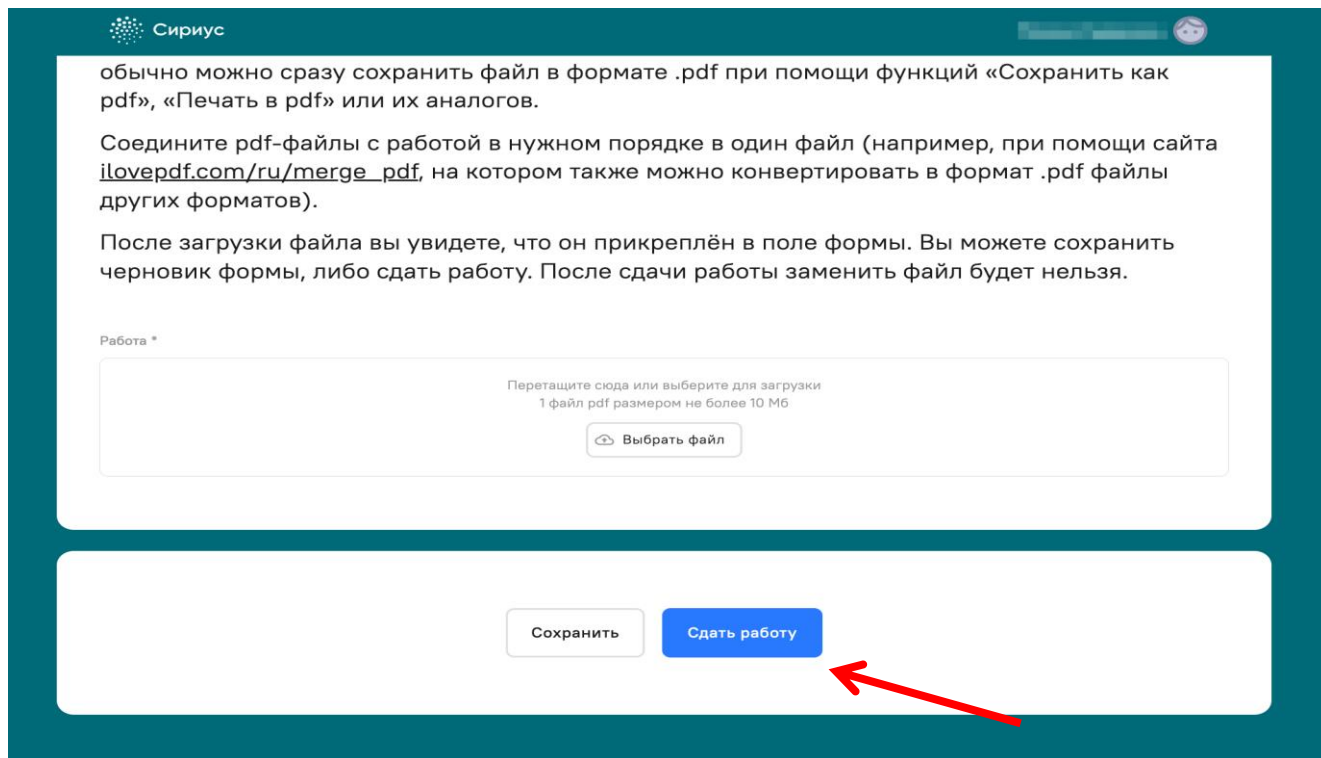 Сириус
обычно можно сразу сохранить файл в формате .pdf при помощи функций «Сохранить как
pdf», «Печать в pdf» или их аналогов.
Соедините pdf-файлы с работой в нужном порядке в один файл (например, при помощи сайта
ilovepdf.com/ru/merge_pdf, на котором также можно конвертировать в формат .pdf файлы
других форматов).
После загрузки файла вы увидете, что он прикреплён в поле формы. Вы можете сохранить
черновик формы, либо сдать работу. После сдачи работы заменить файл будет нельзя.
Работа *
Перетащите сюда или выберите для загрузки
1 файл pdf размером не более 10 Мб
Выбрать файл
Сохранить
Сдать работу